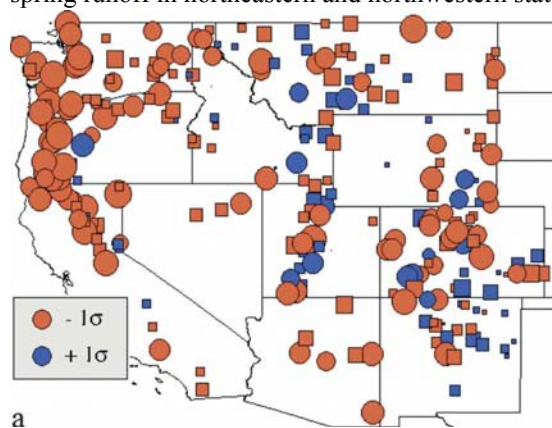 spring runoff in northeastern and northwestern stat
- 1σ
+ 1σ
a